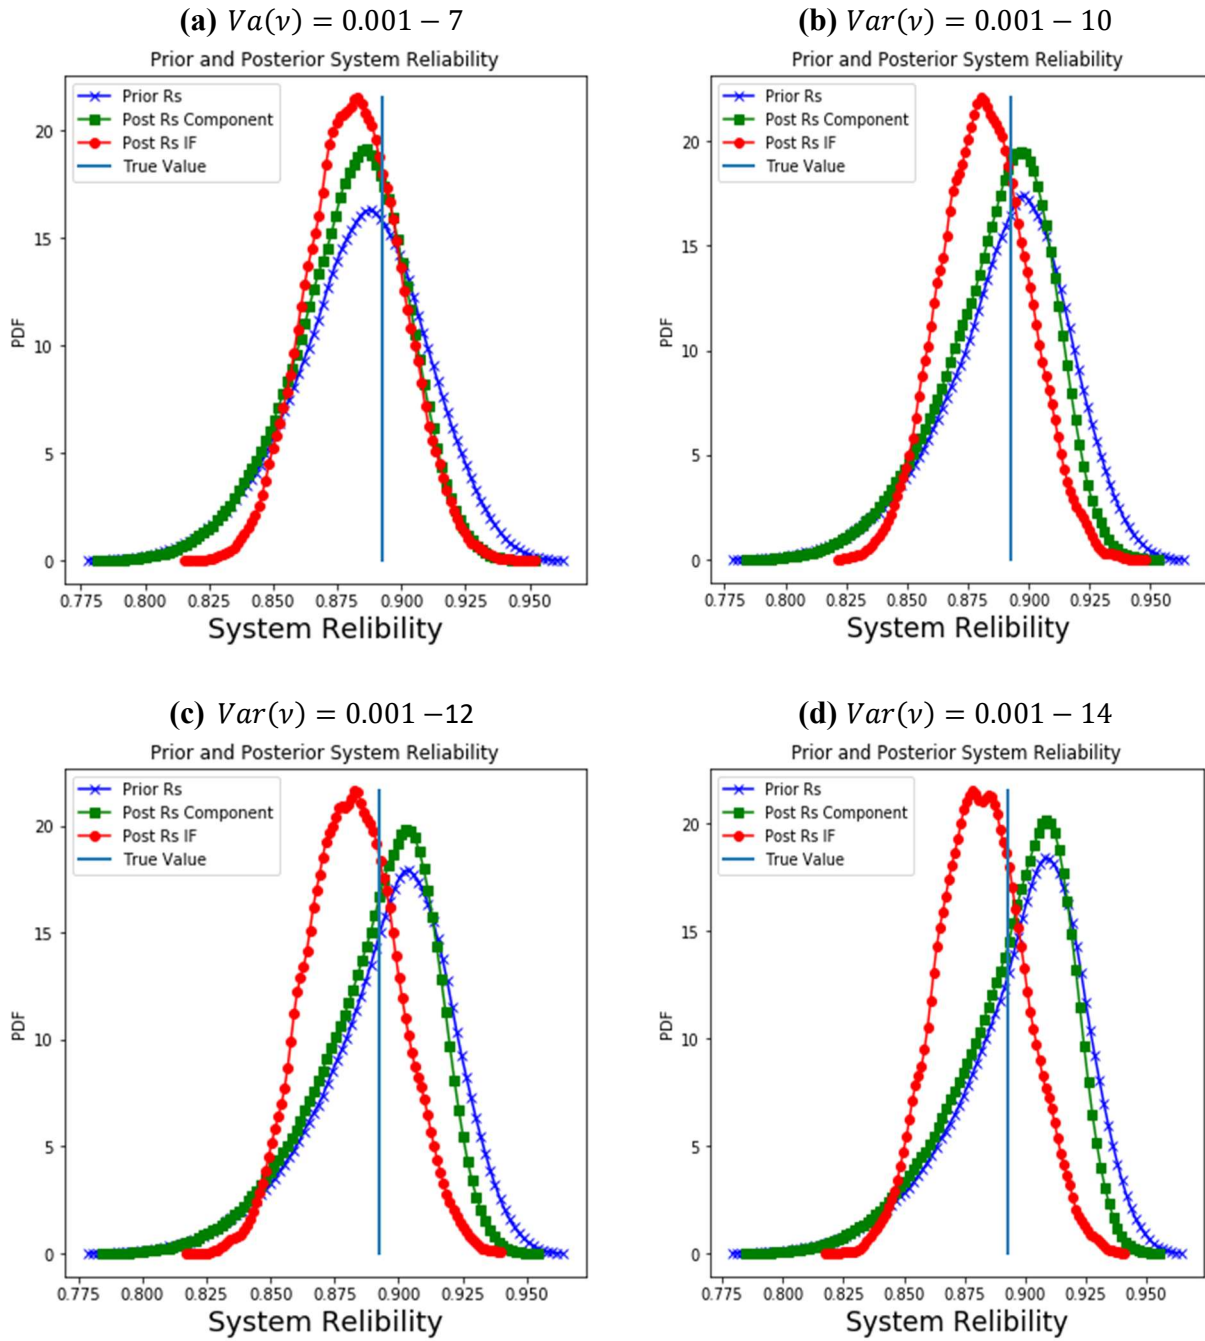 (a) Va(ν) = 0.001 − 7
Prior and Posterior System Reliability
Prior Rs
Post Rs Component
Post Rs IF
True Value
PDF
20
15
10
5
0
0.775 0.800 0.825 0.850 0.875 0.900 0.925 0.950
System Relibility
(b) Var(ν) = 0.001 − 10
Prior and Posterior System Reliability
Prior Rs
Post Rs Component
Post Rs IF
True Value
PDF
20
15
10
5
0
0.775 0.800 0.825 0.850 0.875 0.900 0.925 0.950
System Relibility
(c) Var(ν) = 0.001 −12
Prior and Posterior System Reliability
Prior Rs
Post Rs Component
Post Rs IF
True Value
PDF
20
15
10
5
0
0.775 0.800 0.825 0.850 0.875 0.900 0.925 0.950
System Relibility
(d) Var(ν) = 0.001 − 14
Prior and Posterior System Reliability
Prior Rs
Post Rs Component
Post Rs IF
True Value
PDF
20
15
10
5
0
0.775 0.800 0.825 0.850 0.875 0.900 0.925 0.950
System Relibility